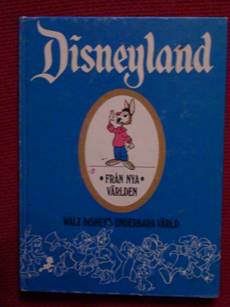 Disneyland
• FRÅN NYA •
VÄRLDEN
WALT DISNEY'S UNDERBARA VÄRLD